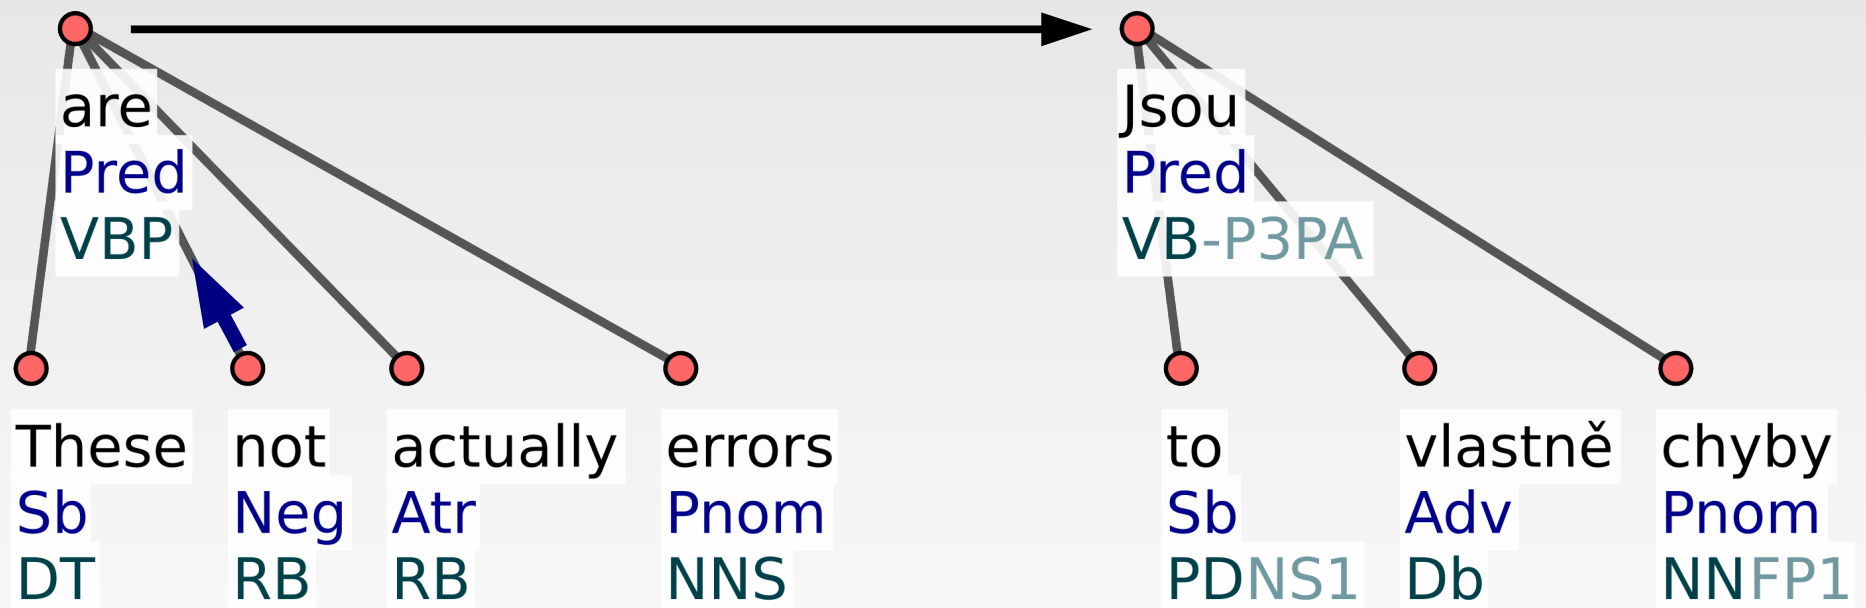 are
Pred
VBP
Jsou
Pred
VB-P3PA
These not actually errors
Sb Neg Atr Pnom
DT RB RB NNS
to vlastně chyby
Sb Adv Pnom
PDNS1 Db NNFP1